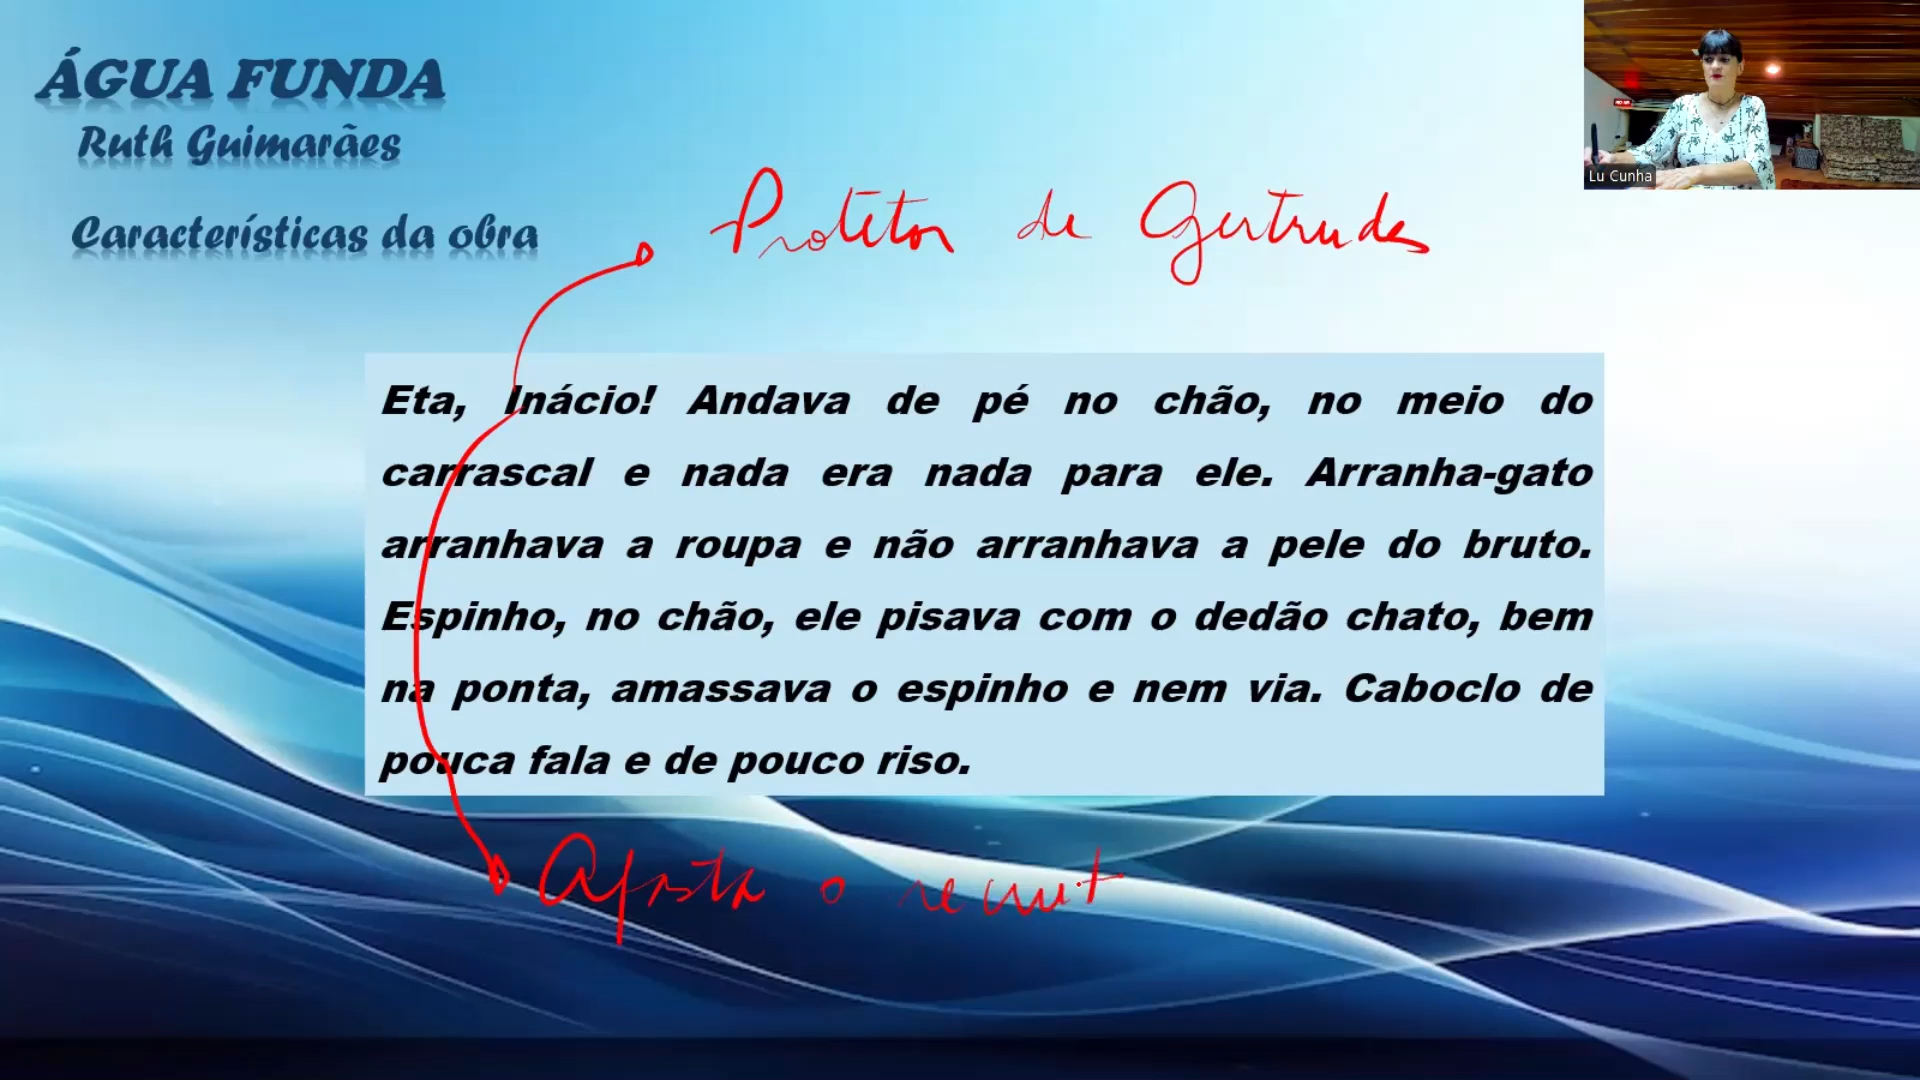 ÁGUA FUNDA
Ruth Guimarães
Características da obra
Lu Cunha
Protetor de Gertrudes
Eta, Inácio! Andava de pé no chão, no meio do
carrascal e nada era nada para ele. Arranha-gato
arranhava a roupa e não arranhava a pele do bruto.
Espinho, no chão, ele pisava com o dedão chato, bem
na ponta, amassava o espinho e nem via. Caboclo de
pouca fala e de pouco riso.
Afasta o recrut